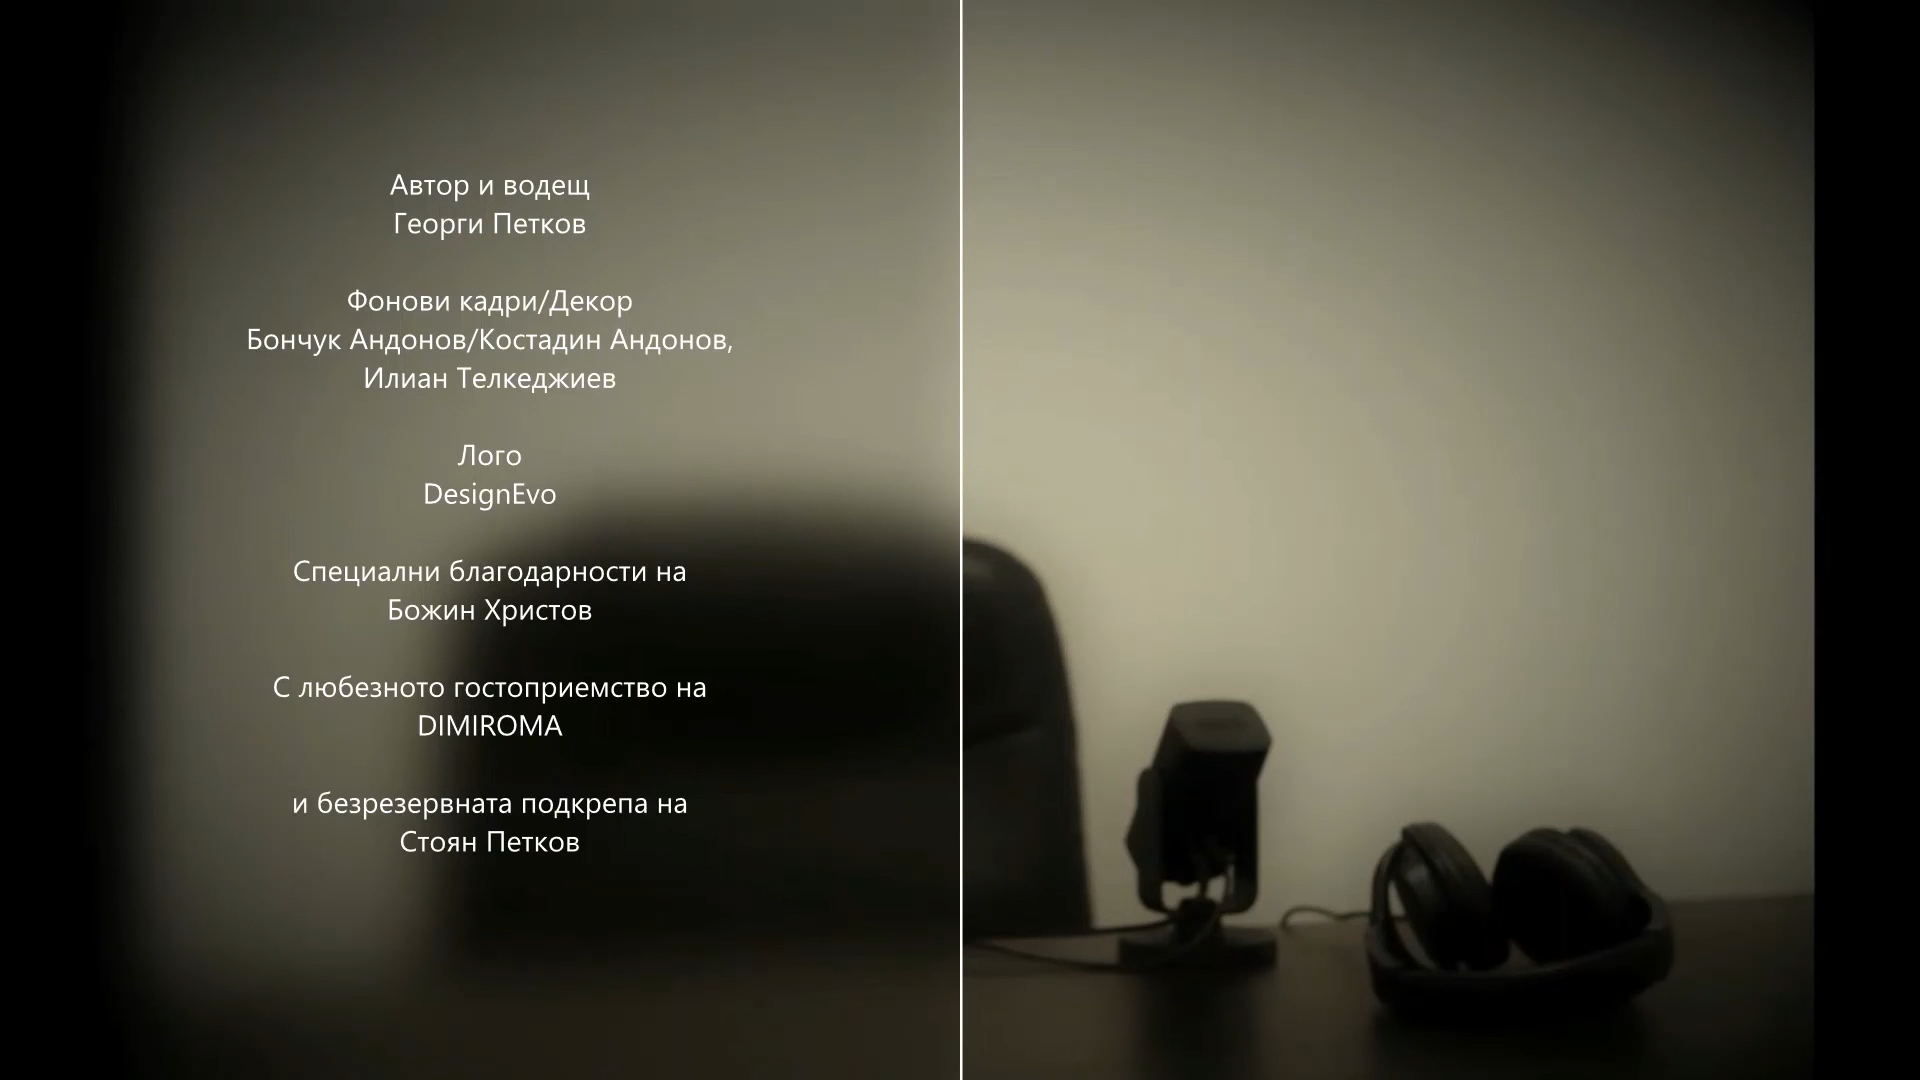 Автор и водещ
Георги Петков
Фонови кадри/Декор
Бончук Андонов/Костадин Андонов,
Илиан Телкеджиев
Лого
DesignEvo
Специални благодарности на
Божин Христов
С любезното гостоприемство на
DIMIROMA
и безрезервната подкрепа на
Стоян Петков